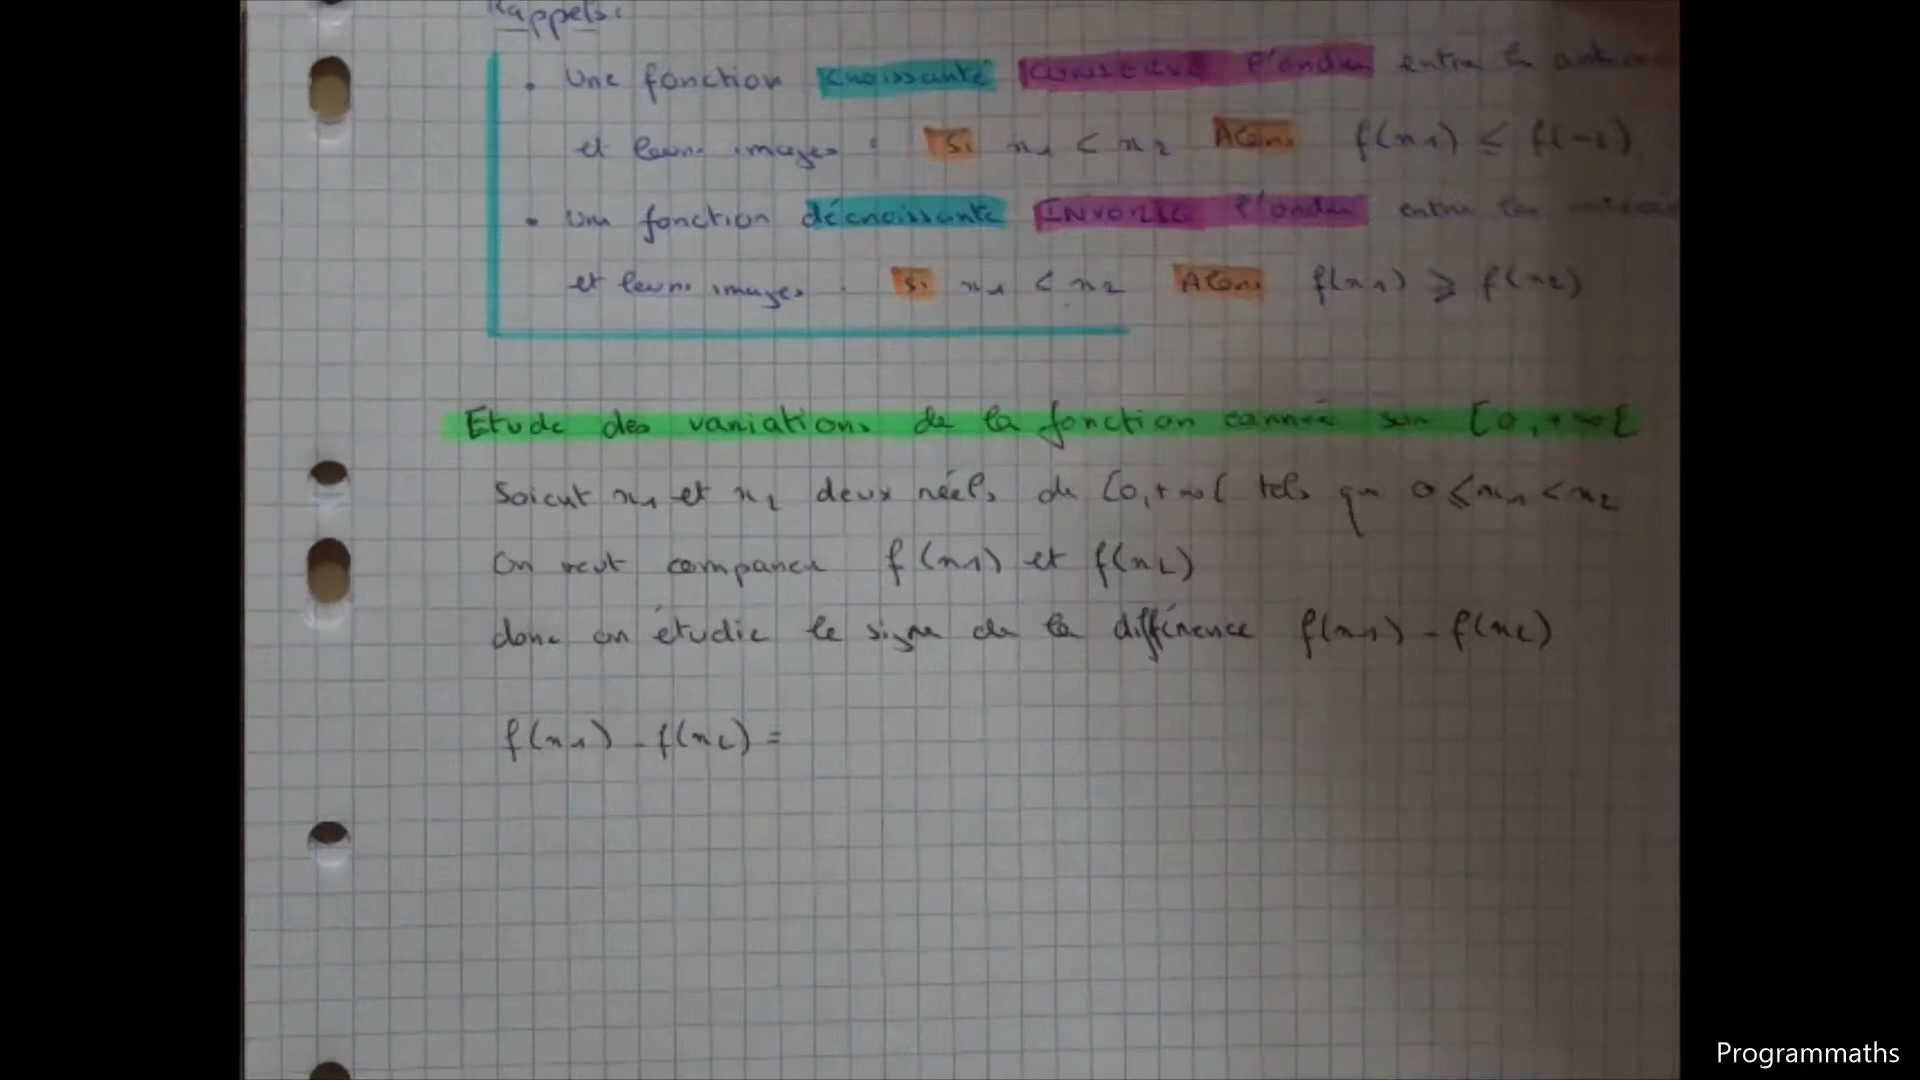 Rappels:
• Une fonction croissante CONSERVE l'ordre entre les
et leurs images : Si x1 < x2 Alors f(x1) ≤ f(x2)
• Une fonction décroissante INVERSE l'ordre entre les
et leurs images : Si x1 < x2 Alors f(x1) ⩾ f(x2)
Etude des variations de la fonction carrée sur [0,+∞[
Soient x1 et x2 deux réels de [0,+∞[ tels que 0 ⩽ x1 < x2
On veut comparer f(x1) et f(x2)
donc on étudie le signe de la différence f(x1) - f(x2)
f(x1) - f(x2) =
Programmaths